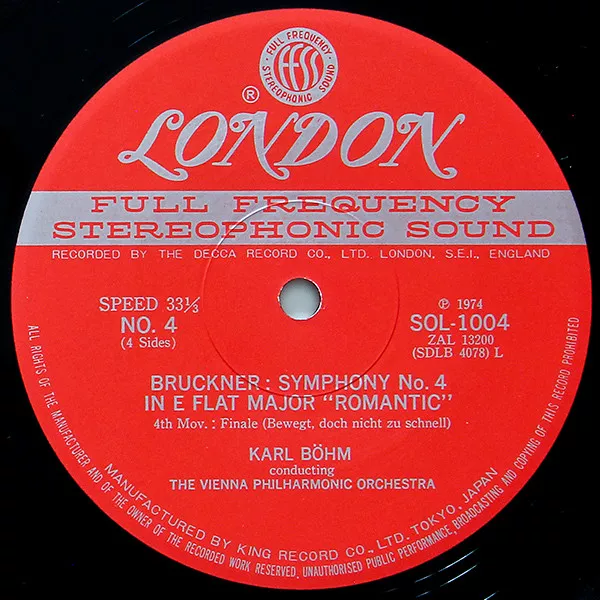 FULL FREQUENCY
FFSS
STEREOPHONIC SOUND
®
LONDON
FULL FREQUENCY
STEREOPHONIC SOUND
RECORDED BY THE DECCA RECORD CO., LTD. LONDON, S.E.I., ENGLAND
SPEED 33⅓
NO. 4
(4 Sides)
℗ 1974
SOL-1004
ZAL 13200
(SDLB 4078) L
BRUCKNER : SYMPHONY No. 4
IN E FLAT MAJOR "ROMANTIC"
4th Mov. : Finale (Bewegt, doch nicht zu schnell)
KARL BÖHM
conducting
THE VIENNA PHILHARMONIC ORCHESTRA
MANUFACTURED BY KING RECORD CO., LTD. TOKYO, JAPAN
ALL RIGHTS OF THE MANUFACTURER AND OF THE OWNER OF THE RECORDED WORK RESERVED. UNAUTHORISED PUBLIC PERFORMANCE, BROADCASTING AND COPYING OF THIS RECORD PROHIBITED